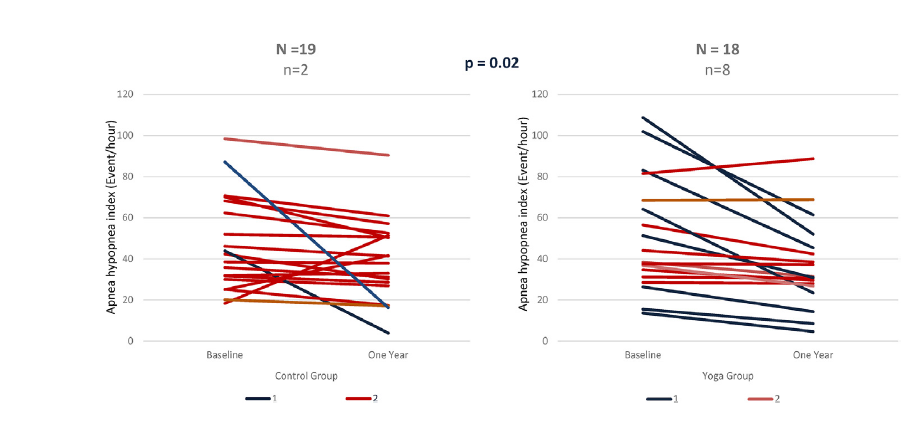 N =19
n=2
p = 0.02
N = 18
n=8
Apnea hypopnea index (Event/hour)
120
100
80
60
40
20
0
Baseline
One Year
Control Group
1
2
Apnea hypopnea index (Event/hour)
120
100
80
60
40
20
0
Baseline
One Year
Yoga Group
1
2